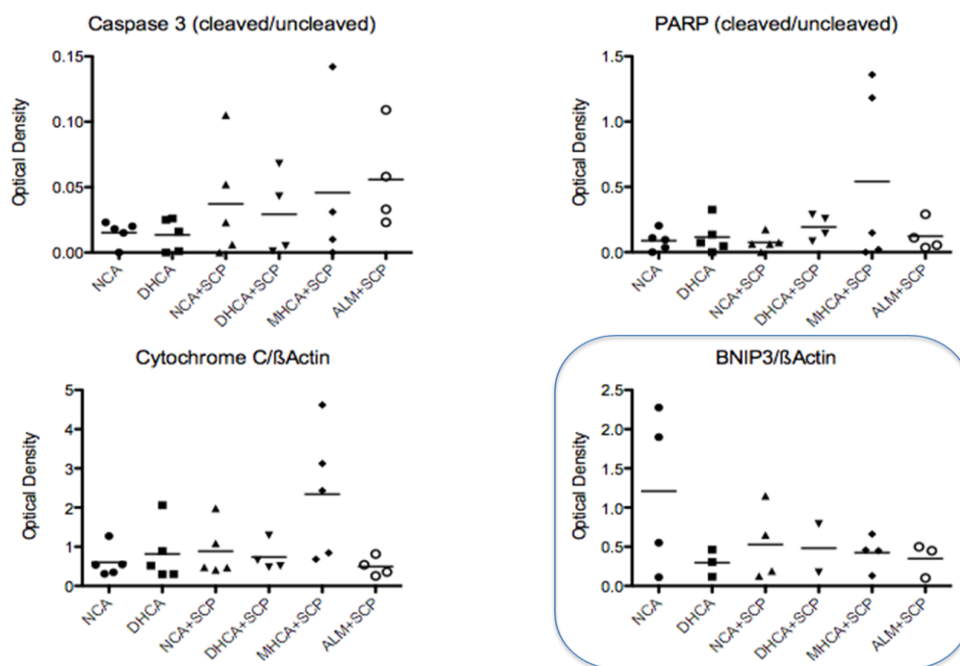 Caspase 3 (cleaved/uncleaved)
Optical Density
0.15
0.10
0.05
0.00
NCA
DHCA
NCA+SCP
DHCA+SCP
MHCA+SCP
ALM+SCP
PARP (cleaved/uncleaved)
Optical Density
1.5
1.0
0.5
0.0
NCA
DHCA
NCA+SCP
DHCA+SCP
MHCA+SCP
ALM+SCP
Cytochrome C/ßActin
Optical Density
5
4
3
2
1
0
NCA
DHCA
NCA+SCP
DHCA+SCP
MHCA+SCP
ALM+SCP
BNIP3/ßActin
Optical Density
2.5
2.0
1.5
1.0
0.5
0.0
NCA
DHCA
NCA+SCP
DHCA+SCP
MHCA+SCP
ALM+SCP